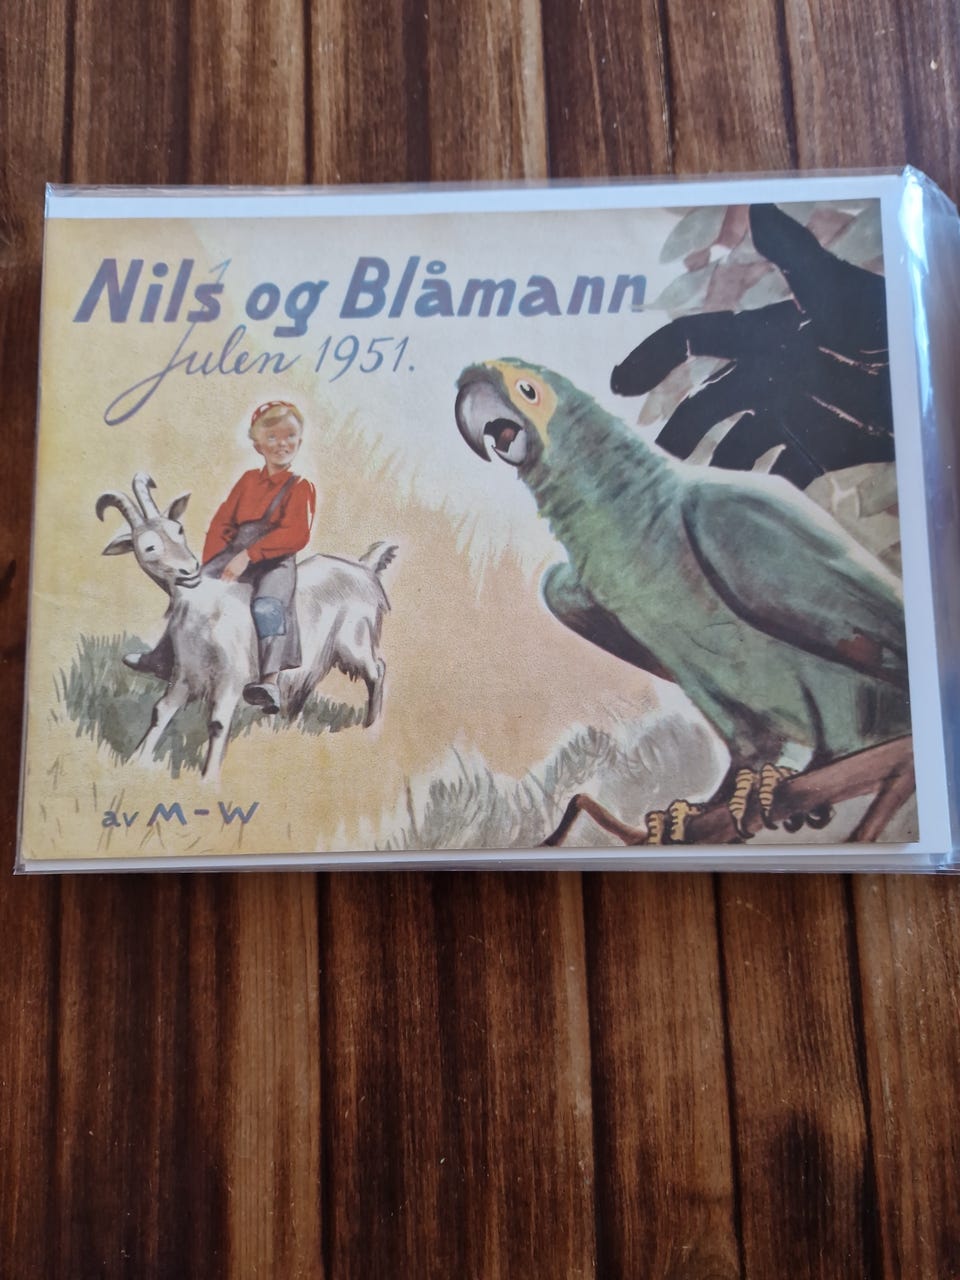 Nils og Blåmann
Julen 1951.
av M-W